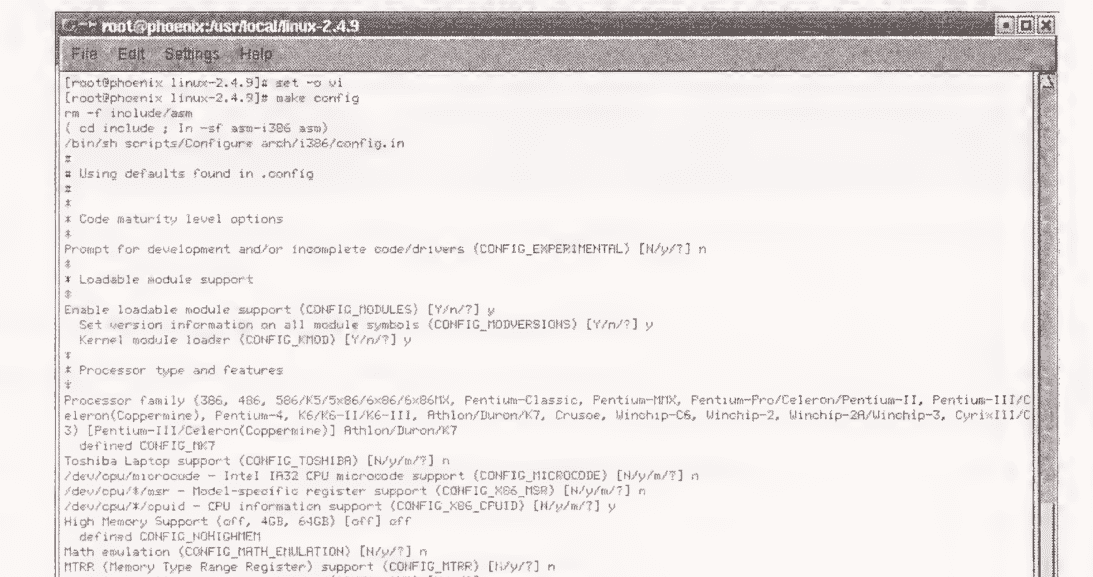 root@phoenix:/usr/local/linux-2.4.9
File Edit Settings Help
[root@phoenix linux-2.4.9]# set -o vi
[root@phoenix linux-2.4.9]# make config
rm -f include/asm
( cd include ; ln -sf asm-i386 asm)
/bin/sh scripts/Configure arch/i386/config.in
#
# Using defaults found in .config
#
*
* Code maturity level options
*
Prompt for development and/or incomplete code/drivers (CONFIG_EXPERIMENTAL) [N/y/?] n
*
* Loadable module support
*
Enable loadable module support (CONFIG_MODULES) [Y/n/?] y
Set version information on all module symbols (CONFIG_MODVERSIONS) [Y/n/?] y
Kernel module loader (CONFIG_KMOD) [Y/n/?] y
*
* Processor type and features
*
Processor family (386, 486, 586/K5/5x86/6x86/6x86MX, Pentium-Classic, Pentium-MMX, Pentium-Pro/Celeron/Pentium-II, Pentium-III/C
eleron(Coppermine), Pentium-4, K6/K6-II/K6-III, Athlon/Duron/K7, Crusoe, Winchip-C6, Winchip-2, Winchip-2A/Winchip-3, CyrixIII/C
3) [Pentium-III/Celeron(Coppermine)] Athlon/Duron/K7
defined CONFIG_MK7
Toshiba Laptop support (CONFIG_TOSHIBA) [N/y/m/?] n
/dev/cpu/microcode - Intel IA32 CPU microcode support (CONFIG_MICROCODE) [N/y/m/?] n
/dev/cpu/*/msr - Model-specific register support (CONFIG_X86_MSR) [N/y/m/?] n
/dev/cpu/*/cpuid - CPU information support (CONFIG_X86_CPUID) [N/y/m/?] y
High Memory Support (off, 4GB, 64GB) [off] off
defined CONFIG_NOHIGHMEM
Math emulation (CONFIG_MATH_EMULATION) [N/y/?] n
MTRR (Memory Type Range Register) support (CONFIG_MTRR) [N/y/?] n